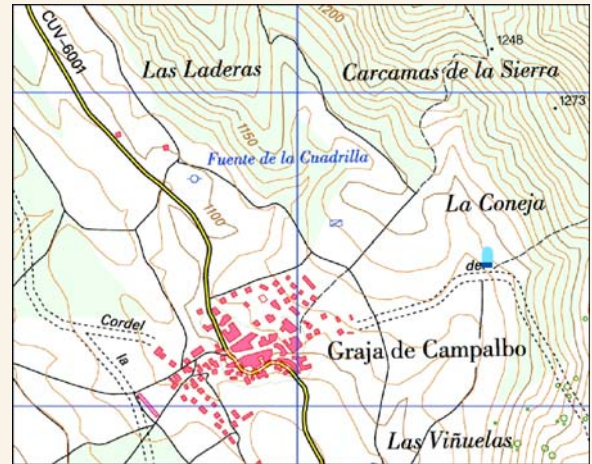 1200
CUV-6001
1248
Las Laderas
Carcamas de la Sierra
1273
1150
Fuente de la Cuadrilla
1100
La Coneja
de
Cordel
la
Graja de Campalbo
Las Viñuelas